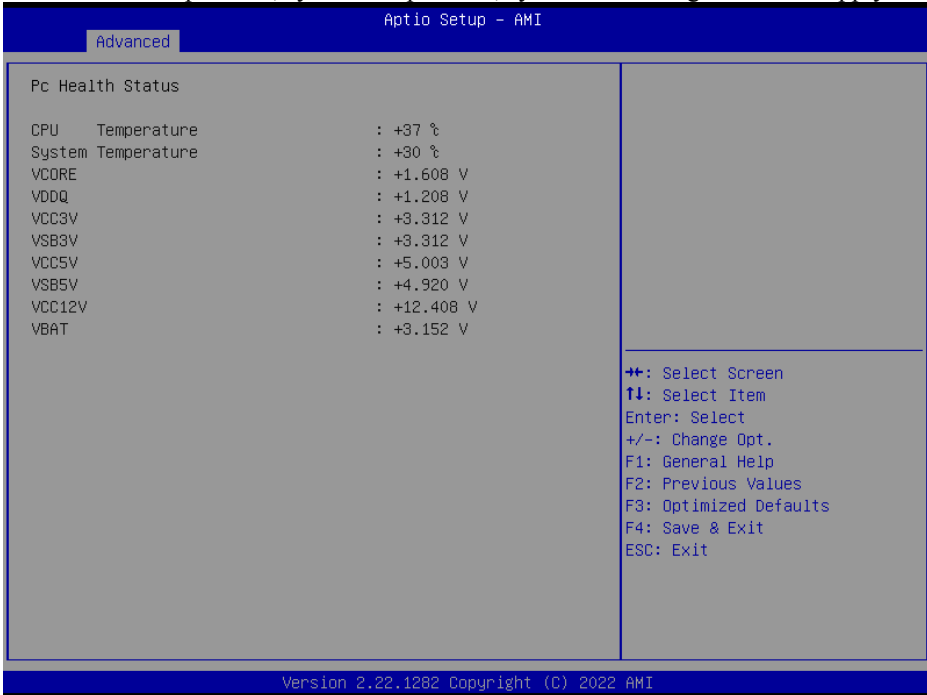 Aptio Setup – AMI
Advanced
Pc Health Status
CPU Temperature : +37 ℃
System Temperature : +30 ℃
VCORE : +1.608 V
VDDQ : +1.208 V
VCC3V : +3.312 V
VSB3V : +3.312 V
VCC5V : +5.003 V
VSB5V : +4.920 V
VCC12V : +12.408 V
VBAT : +3.152 V
→←: Select Screen
↑↓: Select Item
Enter: Select
+/-: Change Opt.
F1: General Help
F2: Previous Values
F3: Optimized Defaults
F4: Save & Exit
ESC: Exit
Version 2.22.1282 Copyright (C) 2022 AMI